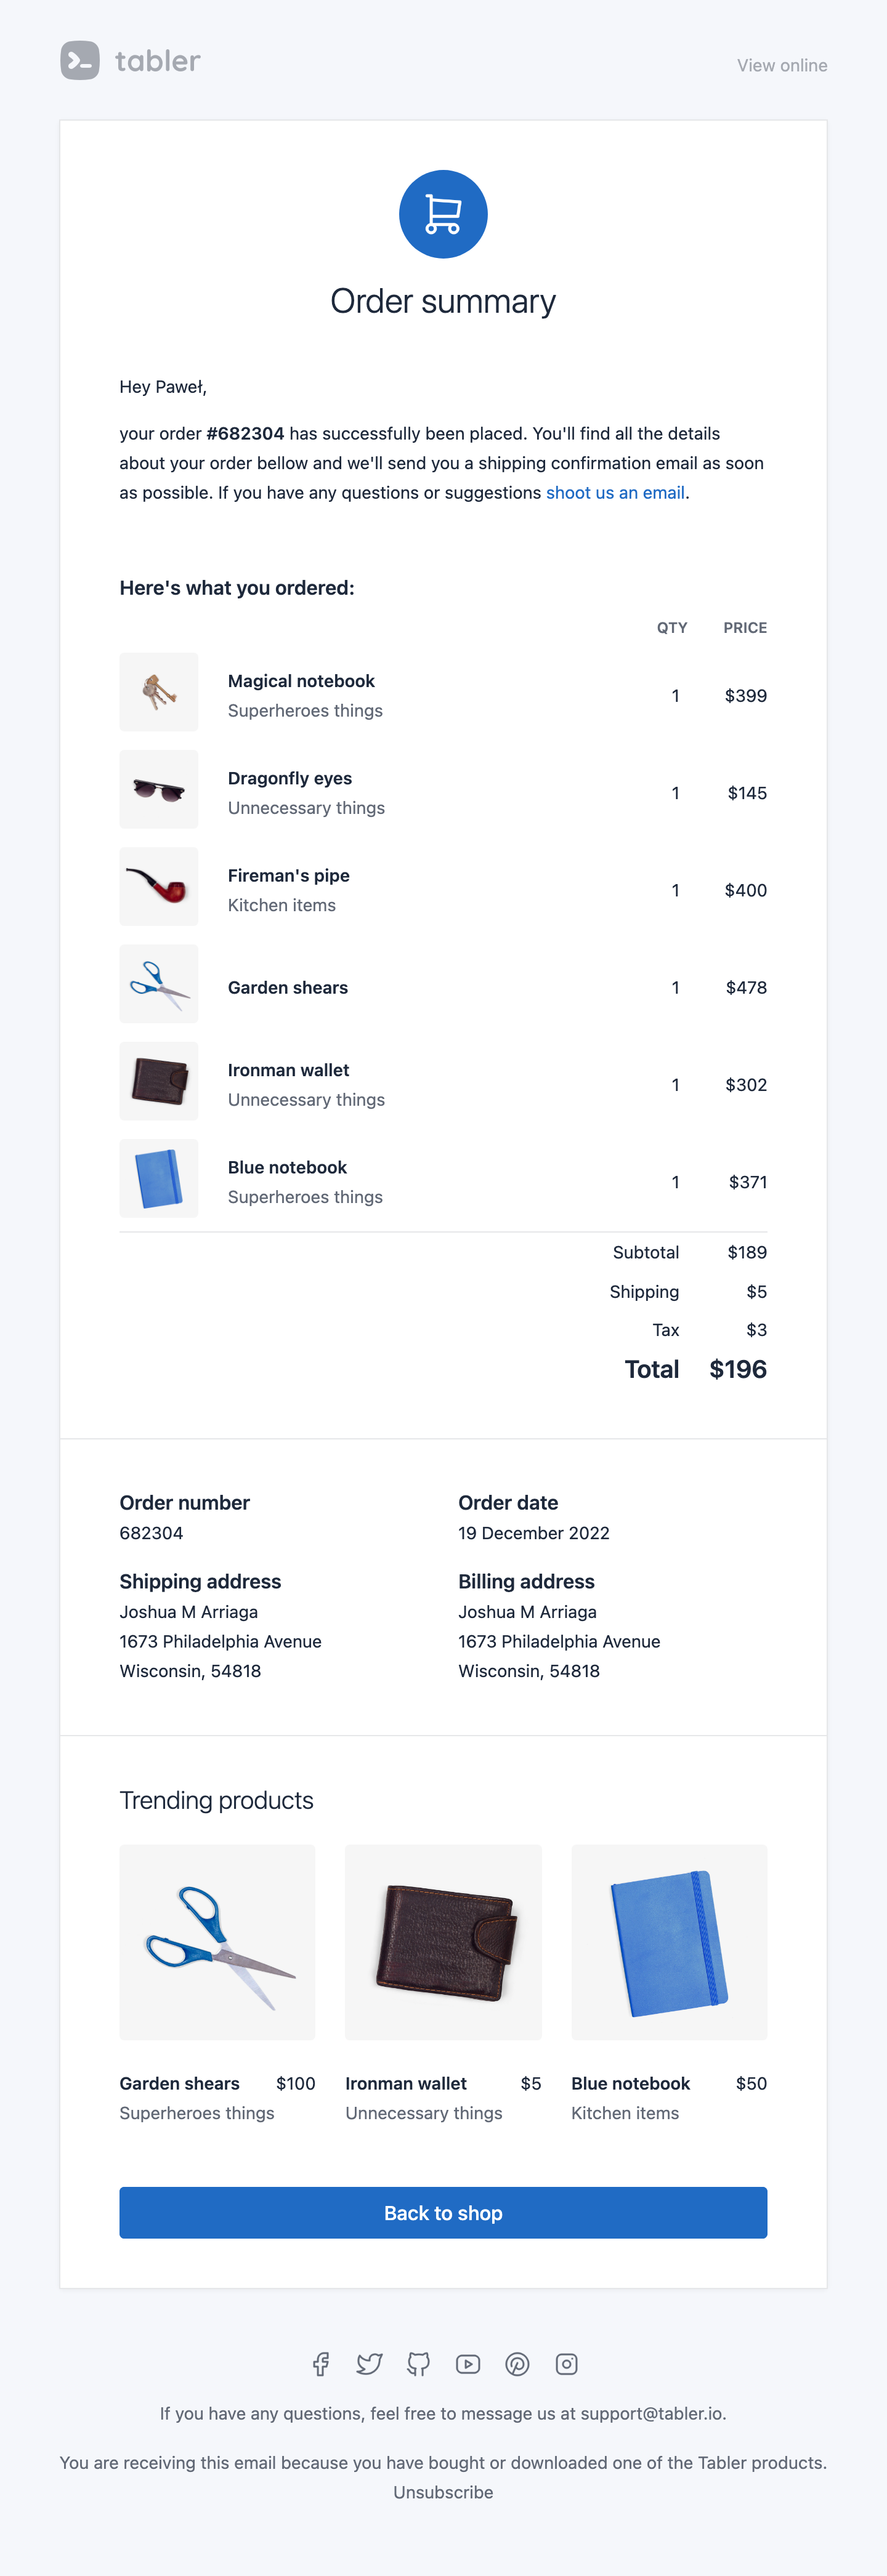 tabler
View online
Order summary
Hey Paweł,
your order #682304 has successfully been placed. You'll find all the details
about your order bellow and we'll send you a shipping confirmation email as soon
as possible. If you have any questions or suggestions shoot us an email.
Here's what you ordered:
QTY PRICE
Magical notebook
Superheroes things
1 $399
Dragonfly eyes
Unnecessary things
1 $145
Fireman's pipe
Kitchen items
1 $400
Garden shears
1 $478
Ironman wallet
Unnecessary things
1 $302
Blue notebook
Superheroes things
1 $371
Subtotal $189
Shipping $5
Tax $3
Total $196
Order number
682304
Order date
19 December 2022
Shipping address
Joshua M Arriaga
1673 Philadelphia Avenue
Wisconsin, 54818
Billing address
Joshua M Arriaga
1673 Philadelphia Avenue
Wisconsin, 54818
Trending products
Garden shears $100
Superheroes things
Ironman wallet $5
Unnecessary things
Blue notebook $50
Kitchen items
Back to shop
If you have any questions, feel free to message us at support@tabler.io.
You are receiving this email because you have bought or downloaded one of the Tabler products.
Unsubscribe